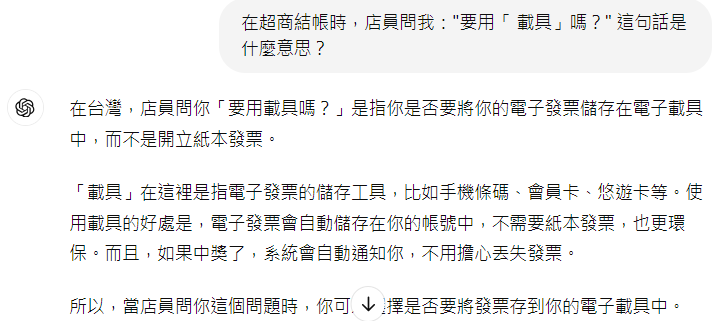 在超商結帳時，店員問我："要用「 載具」嗎？" 這句話是
什麼意思？
在台灣，店員問你「要用載具嗎？」是指你是否要將你的電子發票儲存在電子載具
中，而不是開立紙本發票。
「載具」在這裡是指電子發票的儲存工具，比如手機條碼、會員卡、悠遊卡等。使
用載具的好處是，電子發票會自動儲存在你的帳號中，不需要紙本發票，也更環
保。而且，如果中獎了，系統會自動通知你，不用擔心丟失發票。
所以，當店員問你這個問題時，你可 擇是否要將發票存到你的電子載具中。